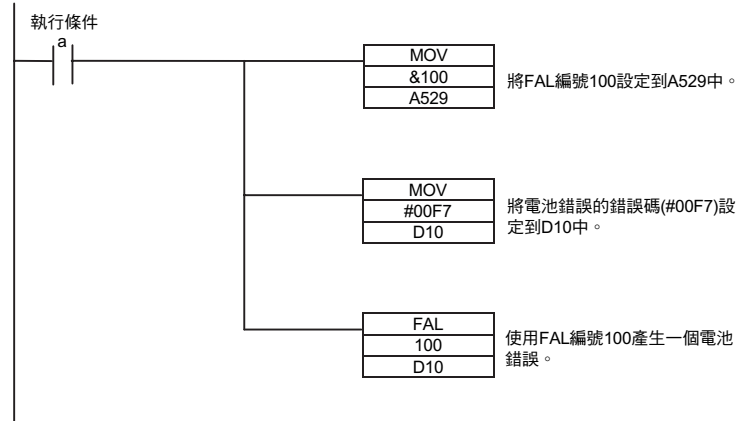 執行條件
a
MOV
&100
A529
將FAL編號100設定到A529中。
MOV
#00F7
D10
將電池錯誤的錯誤碼(#00F7)設
定到D10中。
FAL
100
D10
使用FAL編號100產生一個電池
錯誤。